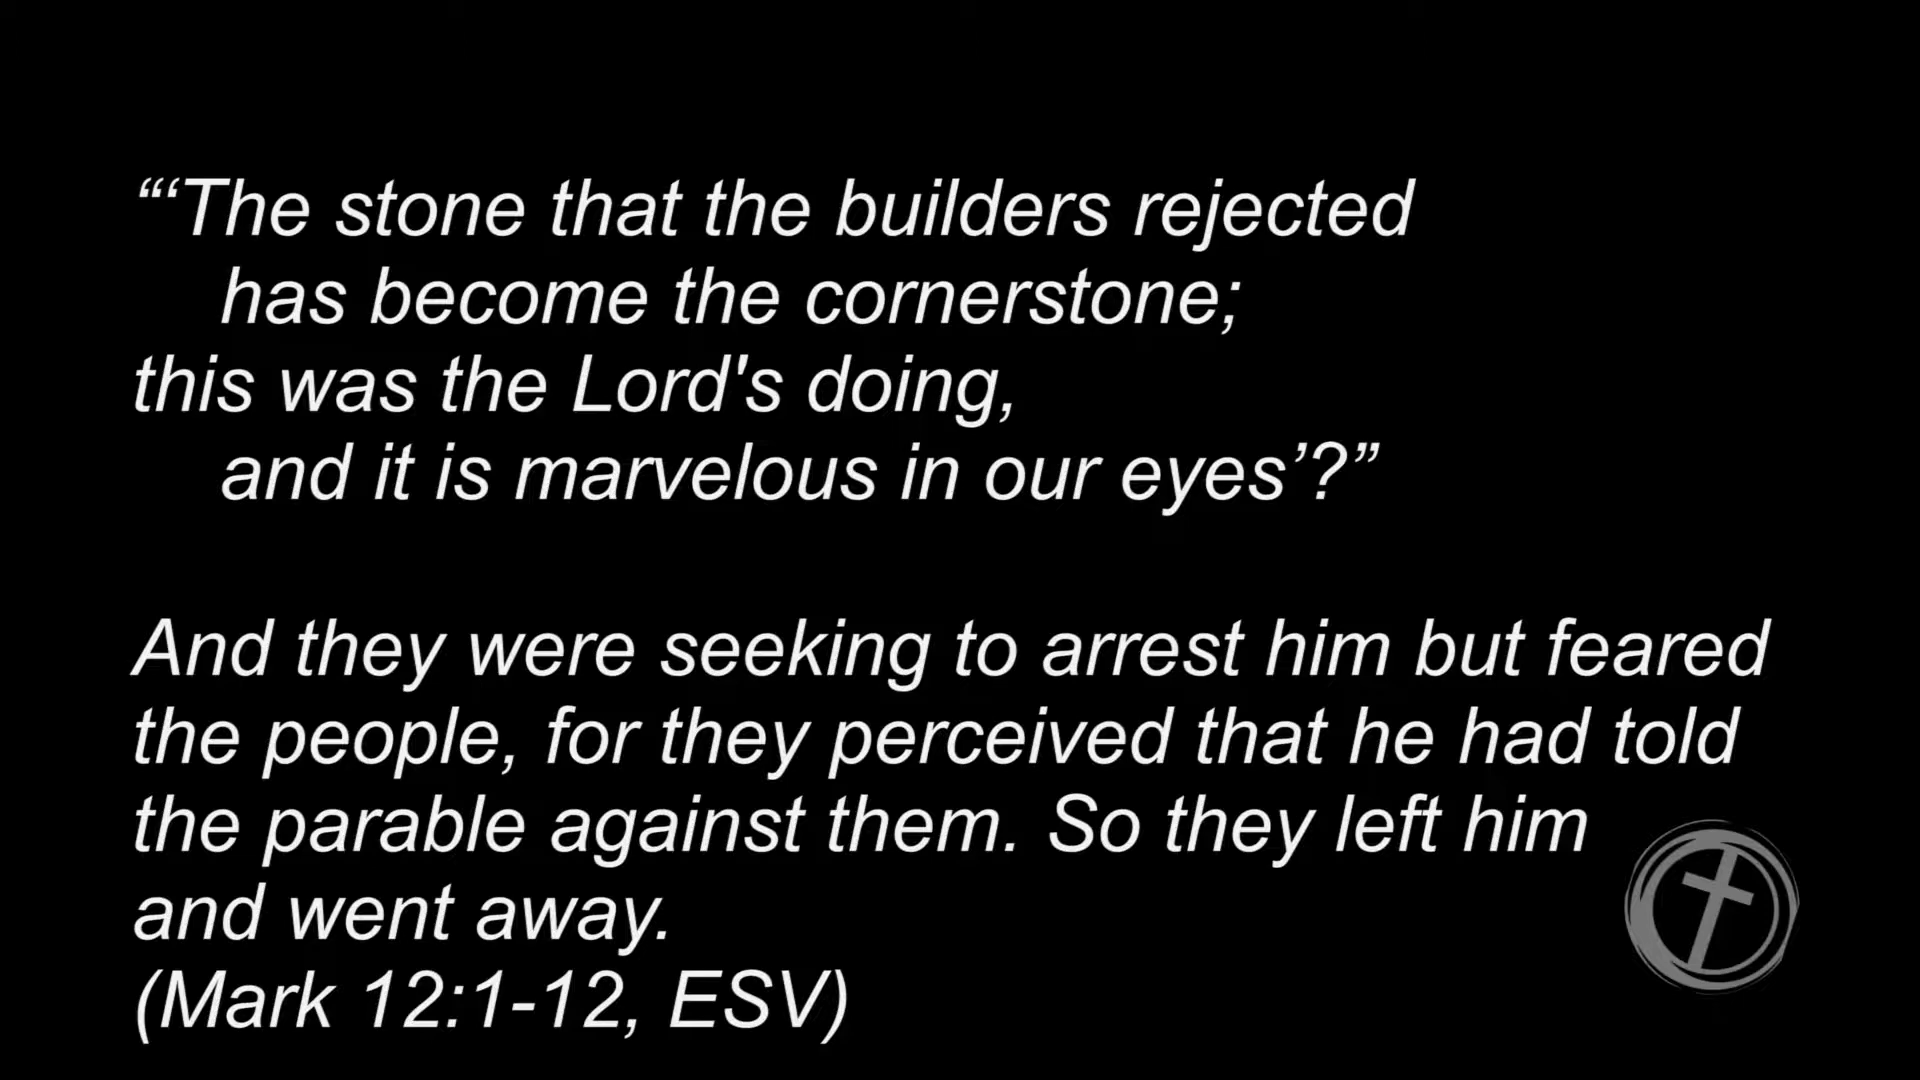 “‘The stone that the builders rejected
has become the cornerstone;
this was the Lord's doing,
and it is marvelous in our eyes’?”
And they were seeking to arrest him but feared
the people, for they perceived that he had told
the parable against them. So they left him
and went away.
(Mark 12:1-12, ESV)